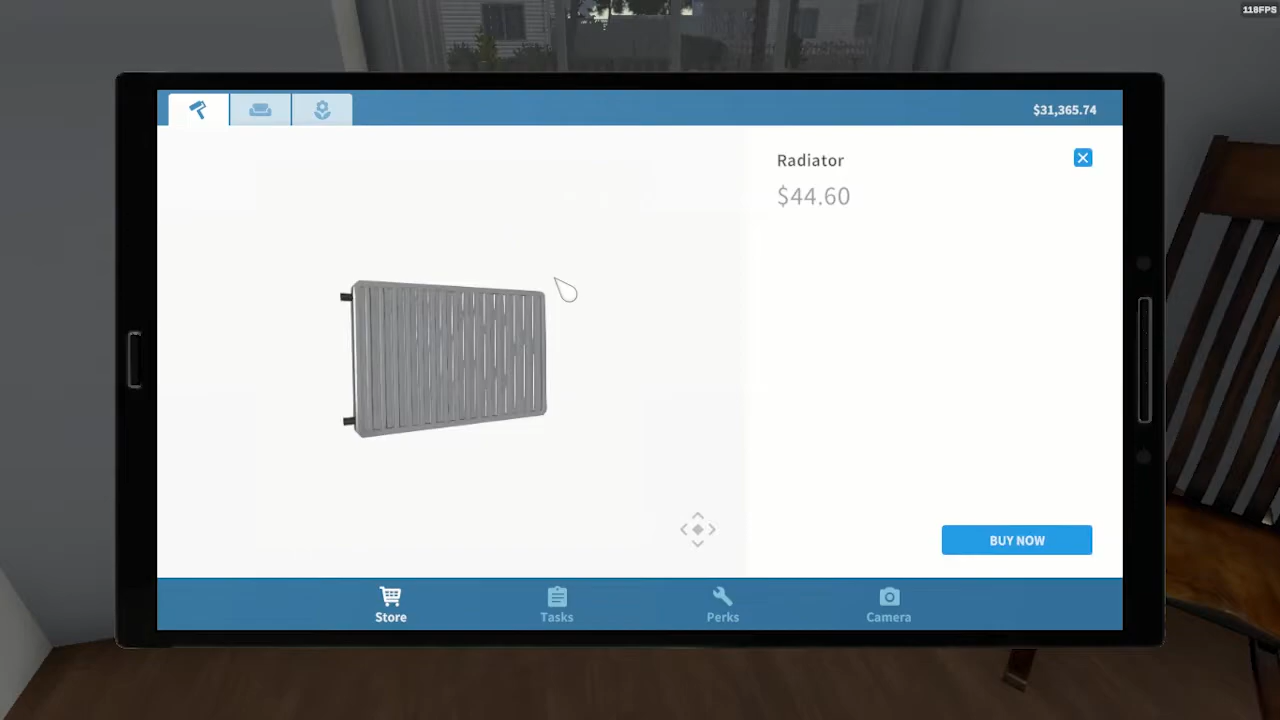 118FPS
$31,365.74
Radiator
$44.60
BUY NOW
Store
Tasks
Perks
Camera